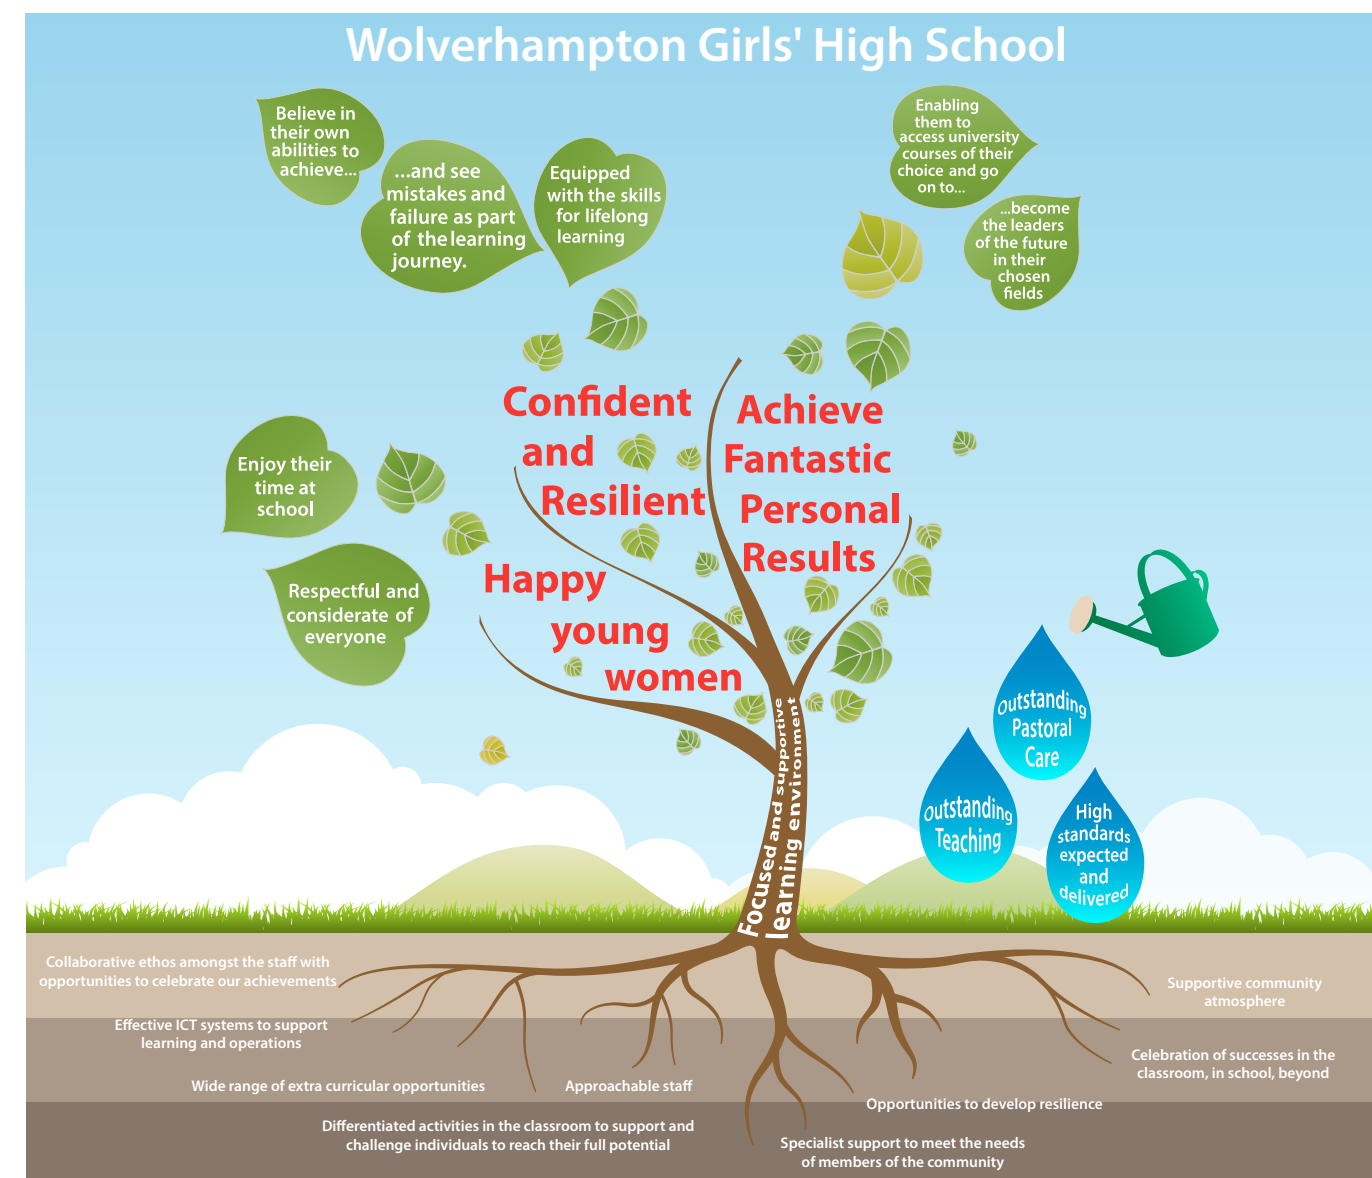 Wolverhampton Girls' High School
Believe in
their own
abilities to
achieve...
...and see
mistakes and
failure as part
of the learning
journey.
Equipped
with the skills
for lifelong
learning
Enabling
them to
access university
courses of their
choice and go
on to...
...become
the leaders
of the future
in their
chosen
fields
Confident
and
Resilient
Achieve
Fantastic
Personal
Results
Enjoy their
time at
school
Respectful and
considerate of
everyone
Happy
young
women
Outstanding
Pastoral
Care
Outstanding
Teaching
High
standards
expected
and
delivered
Focused and supportive
learning environment
Collaborative ethos amongst the staff with
opportunities to celebrate our achievements
Supportive community
atmosphere
Effective ICT systems to support
learning and operations
Celebration of successes in the
classroom, in school, beyond
Wide range of extra curricular opportunities
Approachable staff
Opportunities to develop resilience
Differentiated activities in the classroom to support and
challenge individuals to reach their full potential
Specialist support to meet the needs
of members of the community